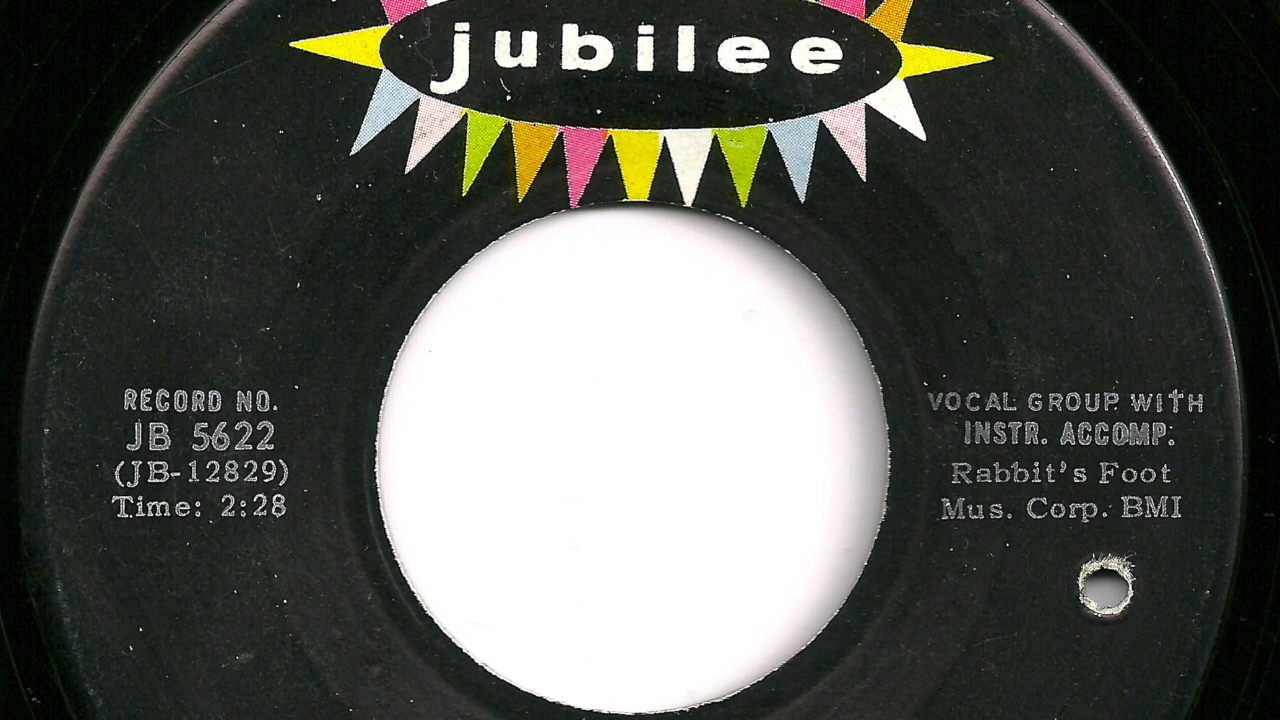 jubilee
RECORD NO.
JB 5622
(JB-12829)
Time: 2:28
VOCAL GROUP WITH
INSTR. ACCOMP.
Rabbit's Foot
Mus. Corp. BMI